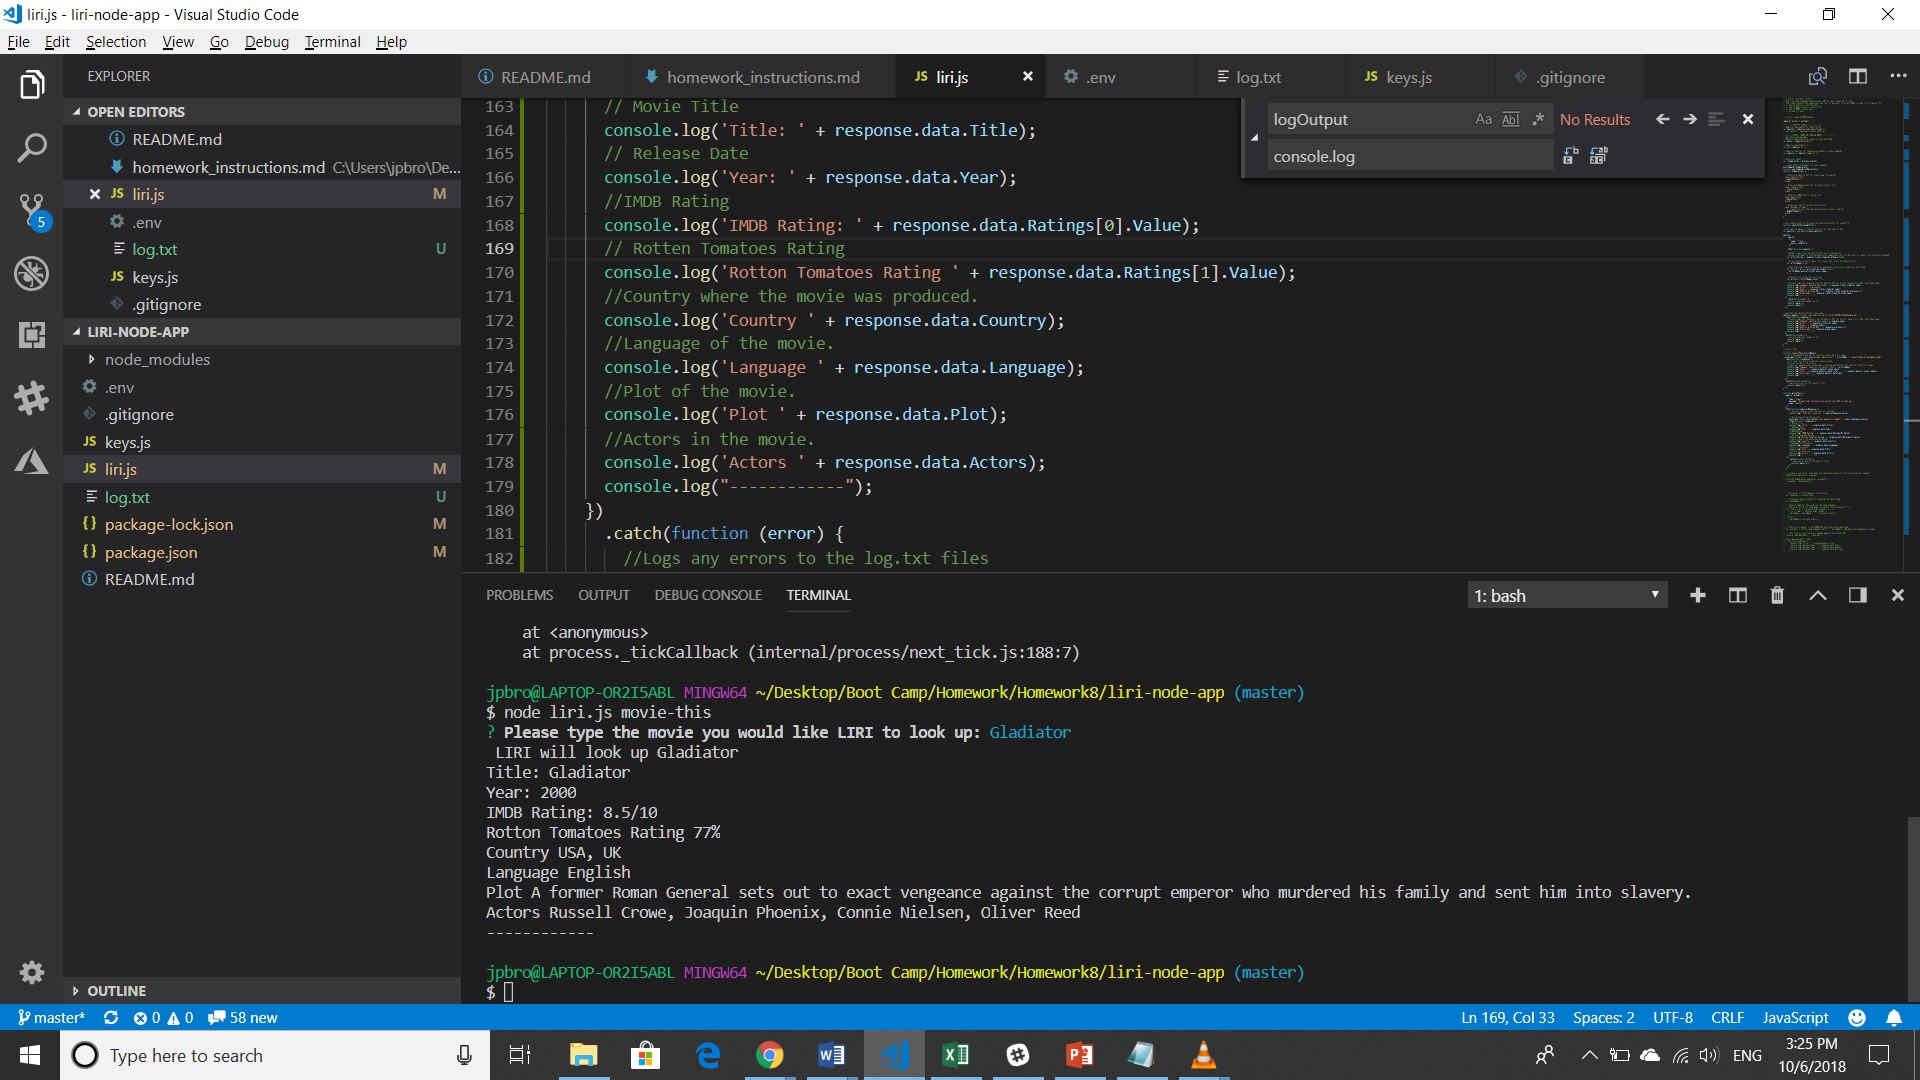 liri.js - liri-node-app - Visual Studio Code
File Edit Selection View Go Debug Terminal Help
EXPLORER
OPEN EDITORS
README.md
homework_instructions.md C:\Users\jpbro\De...
JS liri.js M
.env
log.txt U
JS keys.js
.gitignore
LIRI-NODE-APP
node_modules
.env
.gitignore
JS keys.js
JS liri.js M
log.txt U
{} package-lock.json M
{} package.json M
README.md
OUTLINE
5
README.md homework_instructions.md JS liri.js .env log.txt JS keys.js .gitignore
logOutput Aa Abl .* No Results
console.log
163 // Movie Title
164 console.log('Title: ' + response.data.Title);
165 // Release Date
166 console.log('Year: ' + response.data.Year);
167 //IMDB Rating
168 console.log('IMDB Rating: ' + response.data.Ratings[0].Value);
169 // Rotten Tomatoes Rating
170 console.log('Rotton Tomatoes Rating ' + response.data.Ratings[1].Value);
171 //Country where the movie was produced.
172 console.log('Country ' + response.data.Country);
173 //Language of the movie.
174 console.log('Language ' + response.data.Language);
175 //Plot of the movie.
176 console.log('Plot ' + response.data.Plot);
177 //Actors in the movie.
178 console.log('Actors ' + response.data.Actors);
179 console.log("------------");
180 })
181 .catch(function (error) {
182 //Logs any errors to the log.txt files
PROBLEMS OUTPUT DEBUG CONSOLE TERMINAL 1: bash
at <anonymous>
at process._tickCallback (internal/process/next_tick.js:188:7)
jpbro@LAPTOP-OR2I5ABL MINGW64 ~/Desktop/Boot Camp/Homework/Homework8/liri-node-app (master)
$ node liri.js movie-this
? Please type the movie you would like LIRI to look up: Gladiator
LIRI will look up Gladiator
Title: Gladiator
Year: 2000
IMDB Rating: 8.5/10
Rotton Tomatoes Rating 77%
Country USA, UK
Language English
Plot A former Roman General sets out to exact vengeance against the corrupt emperor who murdered his family and sent him into slavery.
Actors Russell Crowe, Joaquin Phoenix, Connie Nielsen, Oliver Reed
------------
jpbro@LAPTOP-OR2I5ABL MINGW64 ~/Desktop/Boot Camp/Homework/Homework8/liri-node-app (master)
$
master* 0 0 58 new Ln 169, Col 33 Spaces: 2 UTF-8 CRLF JavaScript
Type here to search
ENG
3:25 PM
10/6/2018